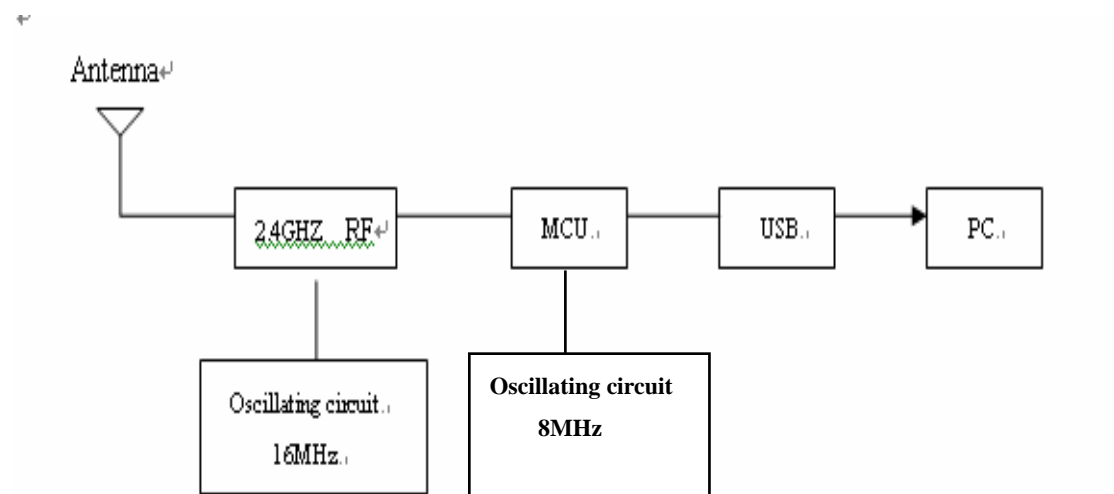 Antenna
2.4GHZ RF
MCU
USB
PC
Oscillating circuit
16MHz
Oscillating circuit
8MHz